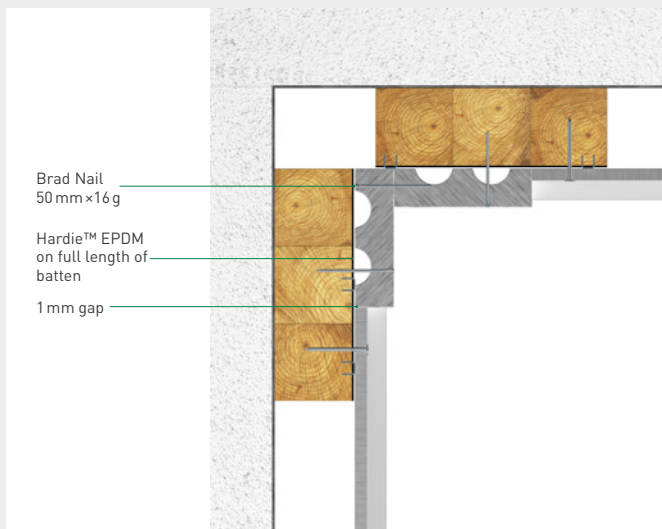 Brad Nail
50 mm×16 g
Hardie™ EPDM
on full length of
batten
1 mm gap